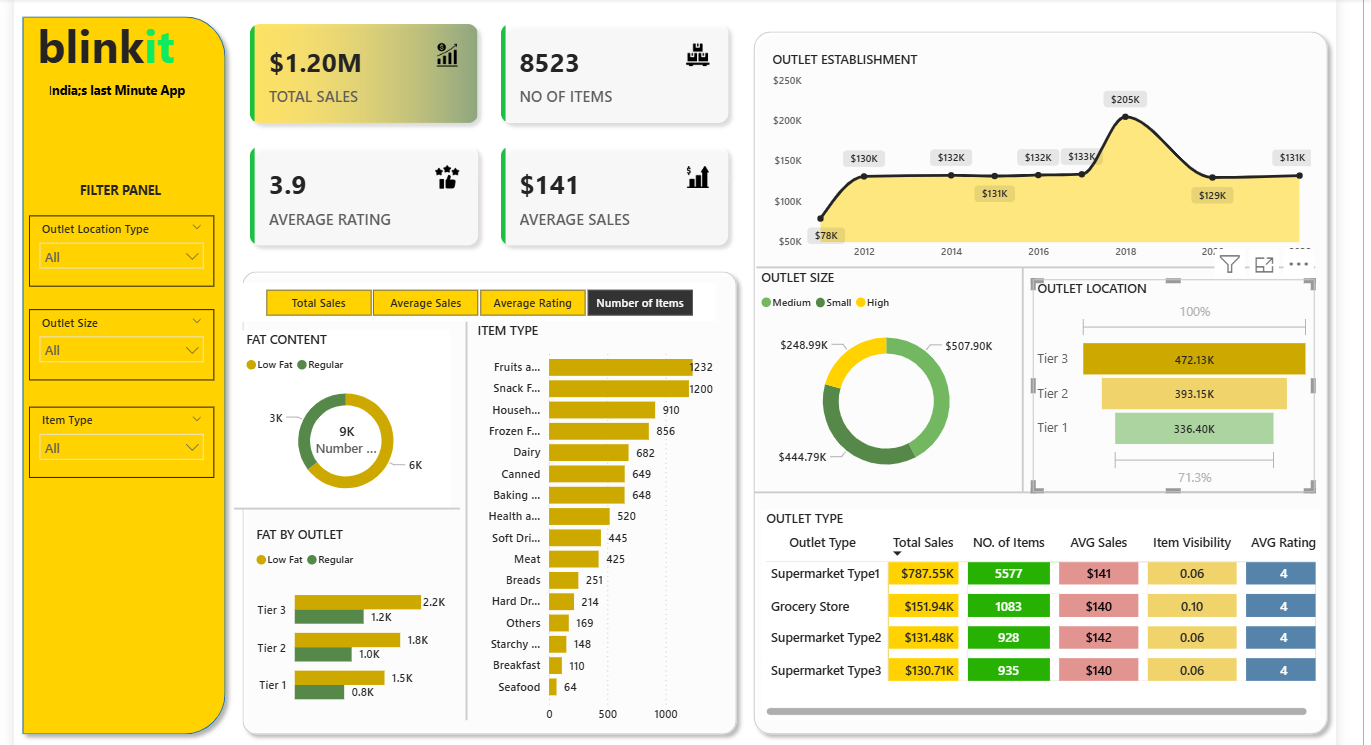 blinkit
India;s last Minute App
FILTER PANEL
Outlet Location Type
All
Outlet Size
All
Item Type
All
$1.20M
TOTAL SALES
8523
NO OF ITEMS
3.9
AVERAGE RATING
$141
AVERAGE SALES
Total Sales
Average Sales
Average Rating
Number of Items
FAT CONTENT
Low Fat
Regular
3K
9K
Number ...
6K
FAT BY OUTLET
Low Fat
Regular
Tier 3
2.2K
1.2K
Tier 2
1.8K
1.0K
Tier 1
1.5K
0.8K
ITEM TYPE
Fruits a... 1232
Snack F... 1200
Househ... 910
Frozen F... 856
Dairy 682
Canned 649
Baking ... 648
Health a... 520
Soft Dri... 445
Meat 425
Breads 251
Hard Dr... 214
Others 169
Starchy ... 148
Breakfast 110
Seafood 64
0 500 1000
OUTLET ESTABLISHMENT
$250K
$200K
$150K
$100K
$50K
$78K
$130K
$132K
$131K
$132K
$133K
$205K
$129K
$131K
2012 2014 2016 2018
OUTLET SIZE
Medium Small High
$248.99K
$507.90K
$444.79K
OUTLET LOCATION
100%
Tier 3 472.13K
Tier 2 393.15K
Tier 1 336.40K
71.3%
OUTLET TYPE
Outlet Type Total Sales NO. of Items AVG Sales Item Visibility AVG Rating
Supermarket Type1 $787.55K 5577 $141 0.06 4
Grocery Store $151.94K 1083 $140 0.10 4
Supermarket Type2 $131.48K 928 $142 0.06 4
Supermarket Type3 $130.71K 935 $140 0.06 4